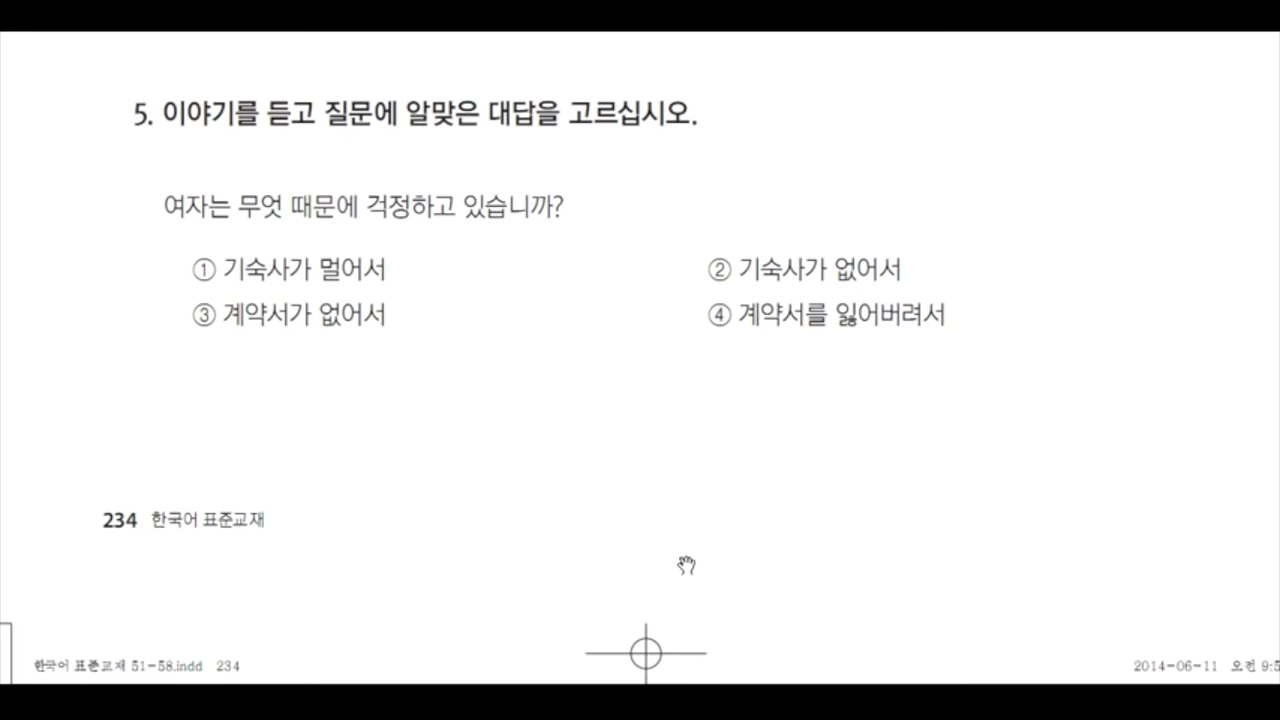 5. 이야기를 듣고 질문에 알맞은 대답을 고르십시오.
여자는 무엇 때문에 걱정하고 있습니까?
① 기숙사가 멀어서 ② 기숙사가 없어서
③ 계약서가 없어서 ④ 계약서를 잃어버려서
234 한국어 표준교재
한국어 표준교재 51-58.indd 234 2014-06-11 오전 9:5